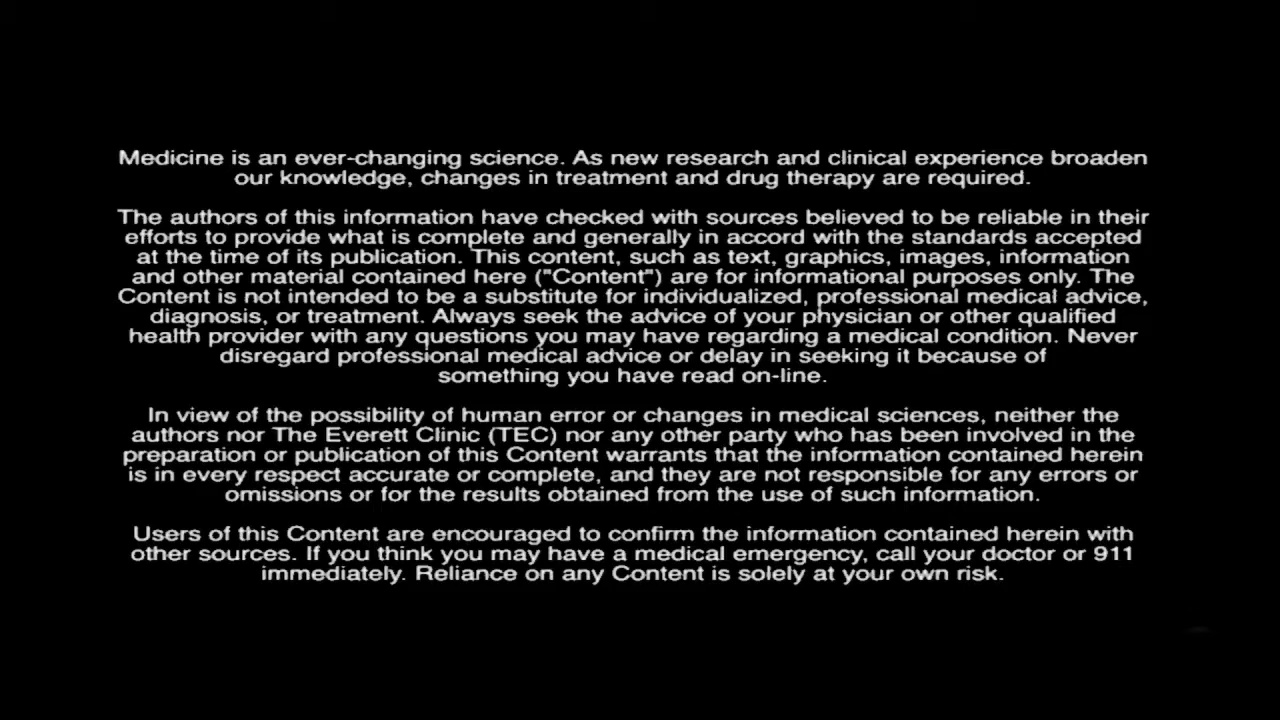 Medicine is an ever-changing science. As new research and clinical experience broaden
our knowledge, changes in treatment and drug therapy are required.
The authors of this information have checked with sources believed to be reliable in their
efforts to provide what is complete and generally in accord with the standards accepted
at the time of its publication. This content, such as text, graphics, images, information
and other material contained here ("Content") are for informational purposes only. The
Content is not intended to be a substitute for individualized, professional medical advice,
diagnosis, or treatment. Always seek the advice of your physician or other qualified
health provider with any questions you may have regarding a medical condition. Never
disregard professional medical advice or delay in seeking it because of
something you have read on-line.
In view of the possibility of human error or changes in medical sciences, neither the
authors nor The Everett Clinic (TEC) nor any other party who has been involved in the
preparation or publication of this Content warrants that the information contained herein
is in every respect accurate or complete, and they are not responsible for any errors or
omissions or for the results obtained from the use of such information.
Users of this Content are encouraged to confirm the information contained herein with
other sources. If you think you may have a medical emergency, call your doctor or 911
immediately. Reliance on any Content is solely at your own risk.